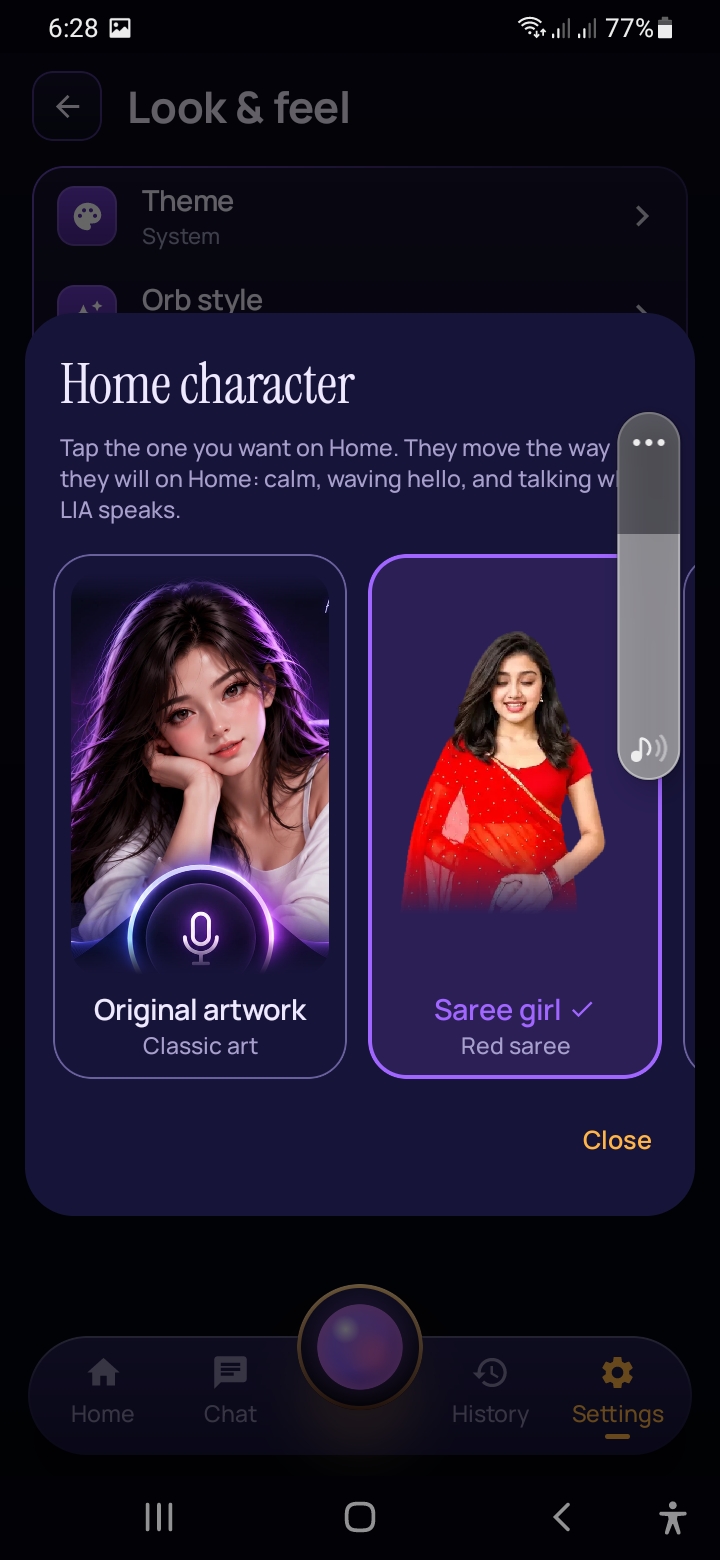 6:28
77%
Look & feel
Theme
System
Orb style
Home character
Tap the one you want on Home. They move the way
they will on Home: calm, waving hello, and talking
LIA speaks.
Original artwork
Classic art
Saree girl
Red saree
Close
Home
Chat
History
Settings